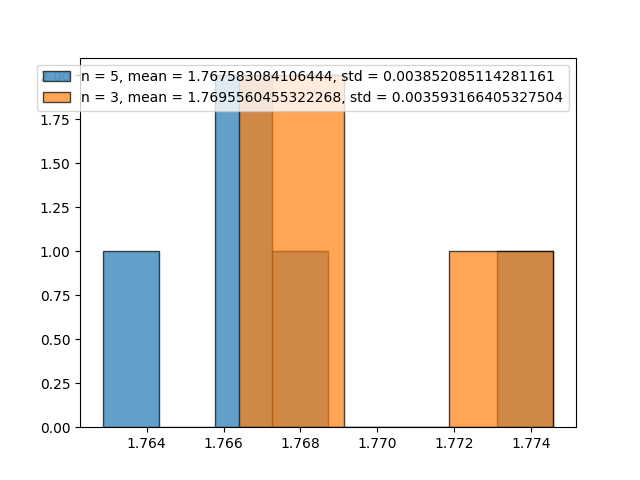 n = 5, mean = 1.767583084106444, std = 0.003852085114281161
n = 3, mean = 1.7695560455322268, std = 0.003593166405327504
1.75
1.50
1.25
1.00
0.75
0.50
0.25
0.00
1.764 1.766 1.768 1.770 1.772 1.774